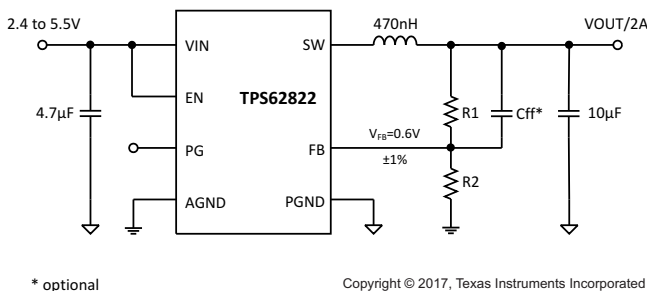 2.4 to 5.5V
470nH
VOUT/2A
VIN
SW
EN
TPS62822
4.7µF
R1
Cff*
10µF
PG
FB
VFB=0.6V
±1%
R2
AGND
PGND
* optional
Copyright © 2017, Texas Instruments Incorporated